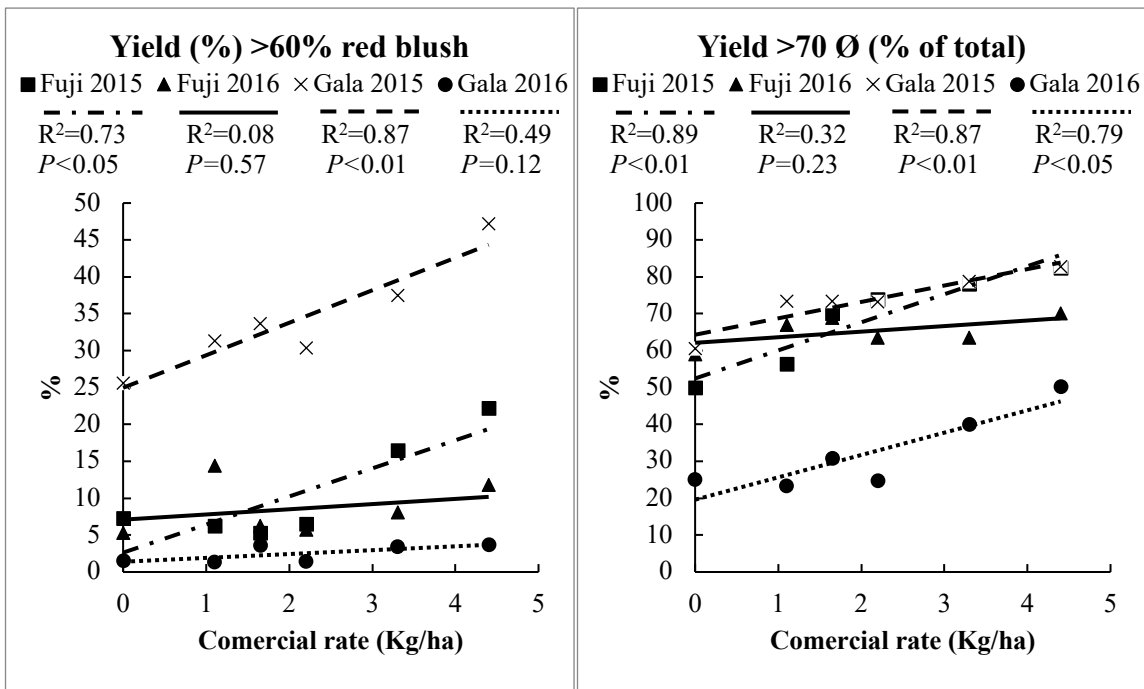 Yield (%) >60% red blush
Fuji 2015 Fuji 2016 Gala 2015 Gala 2016
R²=0.73 R²=0.08 R²=0.87 R²=0.49
P<0.05 P=0.57 P<0.01 P=0.12
50
45
40
35
30
25
20
15
10
5
0
%
0 1 2 3 4 5
Comercial rate (Kg/ha)
Yield >70 Ø (% of total)
Fuji 2015 Fuji 2016 Gala 2015 Gala 2016
R²=0.89 R²=0.32 R²=0.87 R²=0.79
P<0.01 P=0.23 P<0.01 P<0.05
100
90
80
70
60
50
40
30
20
10
0
%
0 1 2 3 4 5
Comercial rate (Kg/ha)